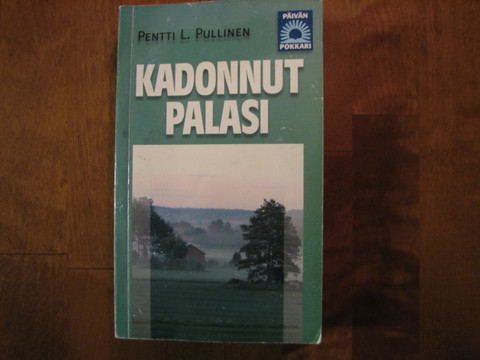 PENTTI L. PULLINEN
PÄIVÄN
POKKARI
KADONNUT
PALASI